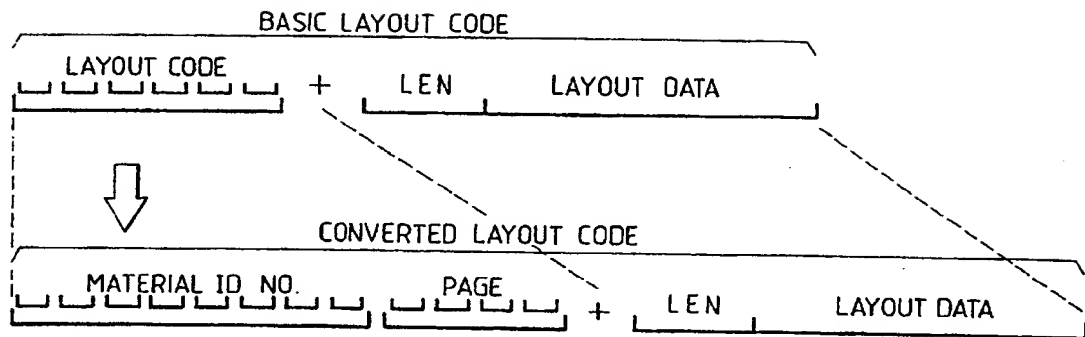 BASIC LAYOUT CODE
LAYOUT CODE + LEN LAYOUT DATA
CONVERTED LAYOUT CODE
MATERIAL ID NO. PAGE + LEN LAYOUT DATA